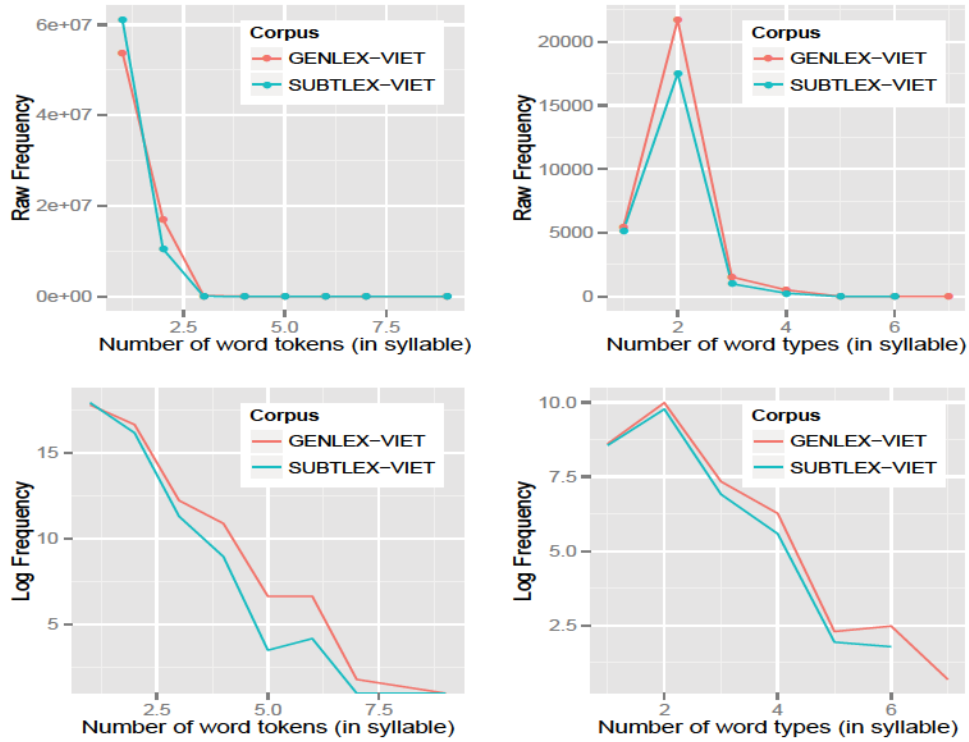 Raw Frequency
6e+07
4e+07
2e+07
0e+00
2.5 5.0 7.5
Number of word tokens (in syllable)
Corpus
GENLEX−VIET
SUBTLEX−VIET
Raw Frequency
20000
15000
10000
5000
0
2 4 6
Number of word types (in syllable)
Corpus
GENLEX−VIET
SUBTLEX−VIET
Log Frequency
15
10
5
2.5 5.0 7.5
Number of word tokens (in syllable)
Corpus
GENLEX−VIET
SUBTLEX−VIET
Log Frequency
10.0
7.5
5.0
2.5
2 4 6
Number of word types (in syllable)
Corpus
GENLEX−VIET
SUBTLEX−VIET